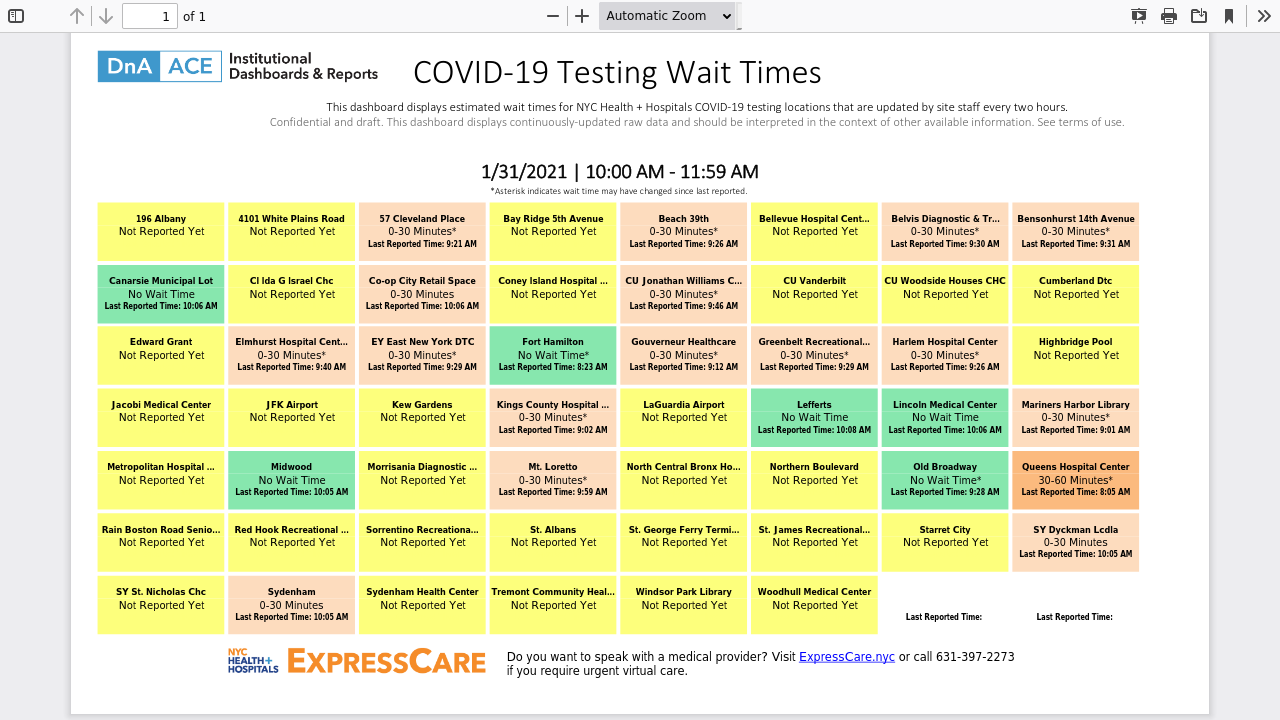 1
of 1
Automatic Zoom
DnA ACE Institutional
Dashboards & Reports
COVID-19 Testing Wait Times
This dashboard displays estimated wait times for NYC Health + Hospitals COVID-19 testing locations that are updated by site staff every two hours.
Confidential and draft. This dashboard displays continuously-updated raw data and should be interpreted in the context of other available information. See terms of use.
1/31/2021 | 10:00 AM - 11:59 AM
*Asterisk indicates wait time may have changed since last reported.
196 Albany
Not Reported Yet
4101 White Plains Road
Not Reported Yet
57 Cleveland Place
0-30 Minutes*
Last Reported Time: 9:21 AM
Bay Ridge 5th Avenue
Not Reported Yet
Beach 39th
0-30 Minutes*
Last Reported Time: 9:26 AM
Bellevue Hospital Cent...
Not Reported Yet
Belvis Diagnostic & Tr...
0-30 Minutes*
Last Reported Time: 9:30 AM
Bensonhurst 14th Avenue
0-30 Minutes*
Last Reported Time: 9:31 AM
Canarsie Municipal Lot
No Wait Time
Last Reported Time: 10:06 AM
Cl Ida G Israel Chc
Not Reported Yet
Co-op City Retail Space
0-30 Minutes
Last Reported Time: 10:06 AM
Coney Island Hospital ...
Not Reported Yet
CU Jonathan Williams C...
0-30 Minutes*
Last Reported Time: 9:46 AM
CU Vanderbilt
Not Reported Yet
CU Woodside Houses CHC
Not Reported Yet
Cumberland Dtc
Not Reported Yet
Edward Grant
Not Reported Yet
Elmhurst Hospital Cent...
0-30 Minutes*
Last Reported Time: 9:40 AM
EY East New York DTC
0-30 Minutes*
Last Reported Time: 9:29 AM
Fort Hamilton
No Wait Time*
Last Reported Time: 8:23 AM
Gouverneur Healthcare
0-30 Minutes*
Last Reported Time: 9:12 AM
Greenbelt Recreational...
0-30 Minutes*
Last Reported Time: 9:29 AM
Harlem Hospital Center
0-30 Minutes*
Last Reported Time: 9:26 AM
Highbridge Pool
Not Reported Yet
Jacobi Medical Center
Not Reported Yet
JFK Airport
Not Reported Yet
Kew Gardens
Not Reported Yet
Kings County Hospital ...
0-30 Minutes*
Last Reported Time: 9:02 AM
LaGuardia Airport
Not Reported Yet
Lefferts
No Wait Time
Last Reported Time: 10:08 AM
Lincoln Medical Center
No Wait Time
Last Reported Time: 10:06 AM
Mariners Harbor Library
0-30 Minutes*
Last Reported Time: 9:01 AM
Metropolitan Hospital ...
Not Reported Yet
Midwood
No Wait Time
Last Reported Time: 10:05 AM
Morrisania Diagnostic ...
Not Reported Yet
Mt. Loretto
0-30 Minutes*
Last Reported Time: 9:59 AM
North Central Bronx Ho...
Not Reported Yet
Northern Boulevard
Not Reported Yet
Old Broadway
No Wait Time*
Last Reported Time: 9:28 AM
Queens Hospital Center
30-60 Minutes*
Last Reported Time: 8:05 AM
Rain Boston Road Senio...
Not Reported Yet
Red Hook Recreational ...
Not Reported Yet
Sorrentino Recreationa...
Not Reported Yet
St. Albans
Not Reported Yet
St. George Ferry Termi...
Not Reported Yet
St. James Recreational...
Not Reported Yet
Starret City
Not Reported Yet
SY Dyckman Lcdla
0-30 Minutes
Last Reported Time: 10:05 AM
SY St. Nicholas Chc
Not Reported Yet
Sydenham
0-30 Minutes
Last Reported Time: 10:05 AM
Sydenham Health Center
Not Reported Yet
Tremont Community Heal...
Not Reported Yet
Windsor Park Library
Not Reported Yet
Woodhull Medical Center
Not Reported Yet
Last Reported Time:
Last Reported Time:
NYC
HEALTH+
HOSPITALS
EXPRESSCARE
Do you want to speak with a medical provider? Visit ExpressCare.nyc or call 631-397-2273
if you require urgent virtual care.